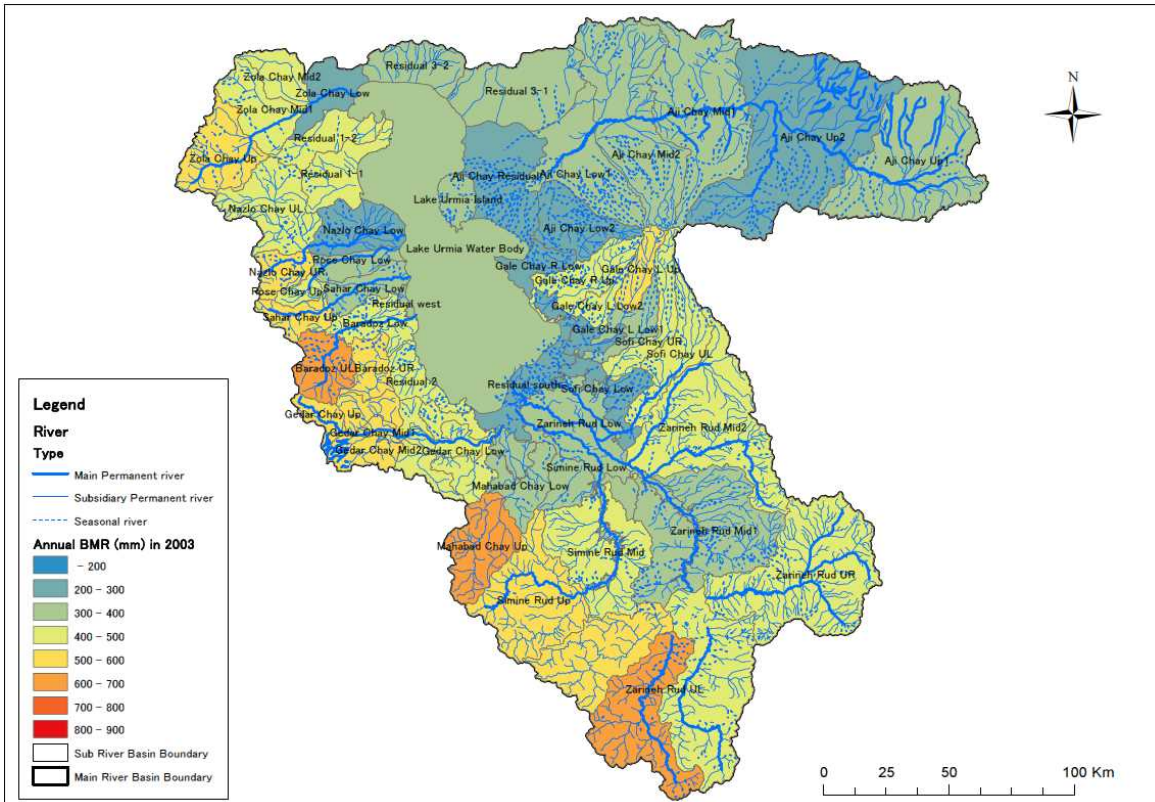 Zola Chay Mid2
Residual 3-2
Zola Chay Low
Residual 3-1
Zola Chay Mid1
Aji Chay Mid1
N
Residual 1-2
Aji Chay Up2
Zola Chay Up
Aji Chay Mid2
Aji Chay Up1
Residual 1-1
Aji Chay Residual
Aji Chay Low1
Lake Urmia Island
Nazlo Chay UL
Nazlo Chay Low
Aji Chay Low2
Lake Urmia Water Body
Rose Chay Low
Gale Chay R Low
Gale Chay L Up
Nazlo Chay UR
Gale Chay R Up
Rose Chay Up
Sahar Chay Low
Residual west
Gale Chay L Low2
Sahar Chay Up
Baradoz Low
Gale Chay L Low1
Sofi Chay UR
Sofi Chay UL
Baradoz UL
Baradoz UR
Residual 2
Residual south
Sofi Chay Low
Gedar Chay Up
Zarineh Rud Low
Zarineh Rud Mid2
Gedar Chay Mid1
Gedar Chay Mid2
Gedar Chay Low
Simine Rud Low
Mahabad Chay Low
Zarineh Rud Mid1
Mahabad Chay Up
Simine Rud Mid
Zarineh Rud UR
Simine Rud Up
Zarineh Rud UL
Legend
River
Type
Main Permanent river
Subsidiary Permanent river
Seasonal river
Annual BMR (mm) in 2003
- 200
200 - 300
300 - 400
400 - 500
500 - 600
600 - 700
700 - 800
800 - 900
Sub River Basin Boundary
Main River Basin Boundary
0 25 50 100 Km